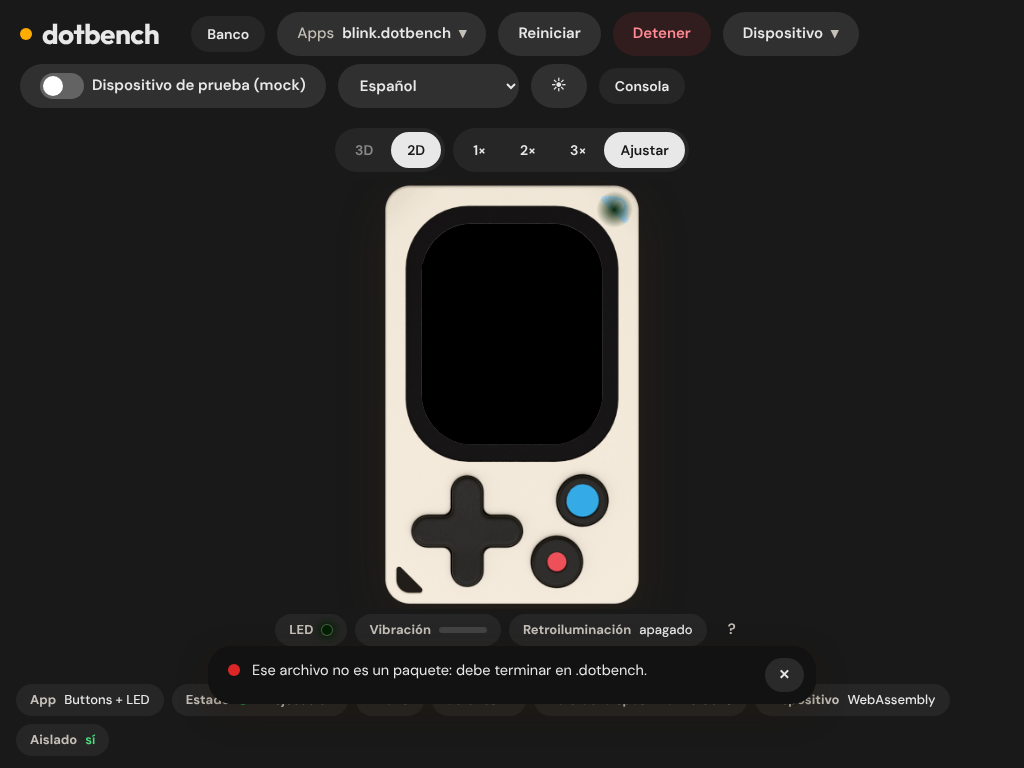 dotbench Banco Apps blink.dotbench ▾ Reiniciar Detener Dispositivo ▾
Dispositivo de prueba (mock) Español Consola
3D 2D 1× 2× 3× Ajustar
LED Vibración Retroiluminación apagado ?
Ese archivo no es un paquete: debe terminar en .dotbench. ×
App Buttons + LED Estado WebAssembly
Aislado sí